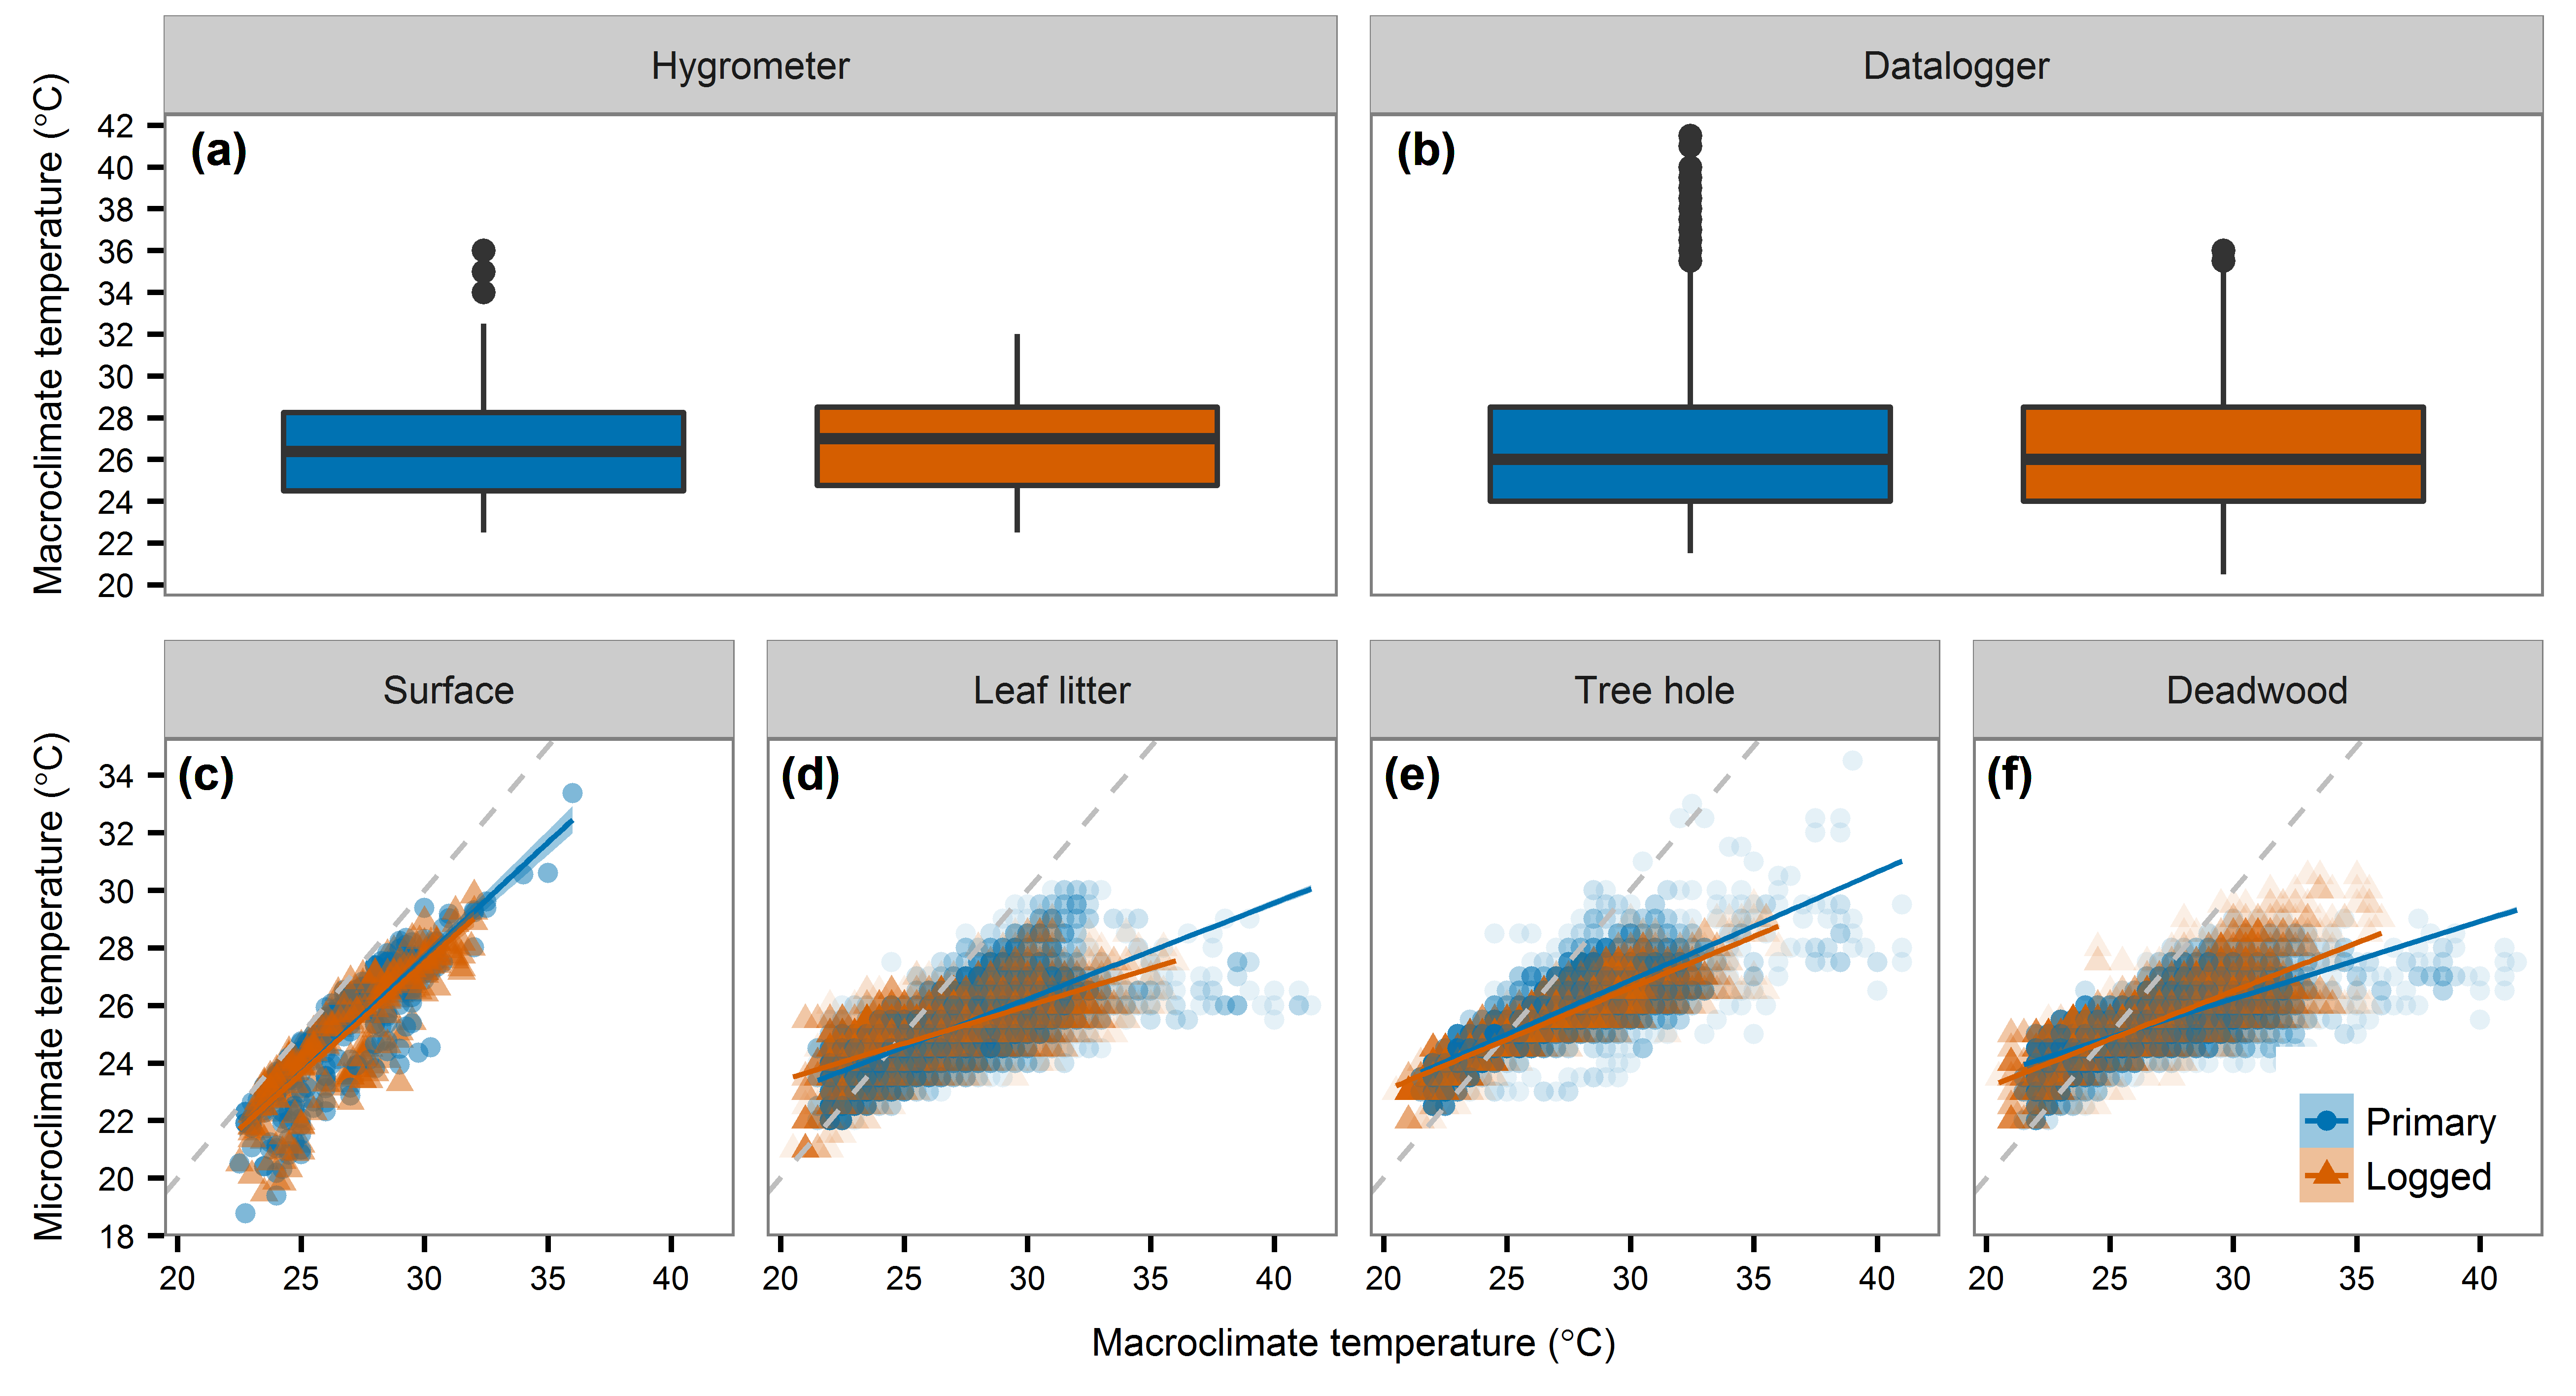 Hygrometer
Datalogger
Macroclimate temperature (°C)
42
40
38
36
34
32
30
28
26
24
22
20
(a)
(b)
Surface
Leaf litter
Tree hole
Deadwood
Microclimate temperature (°C)
34
32
30
28
26
24
22
20
18
(c)
(d)
(e)
(f)
Primary
Logged
20 25 30 35 40
20 25 30 35 40
20 25 30 35 40
20 25 30 35 40
Macroclimate temperature (°C)